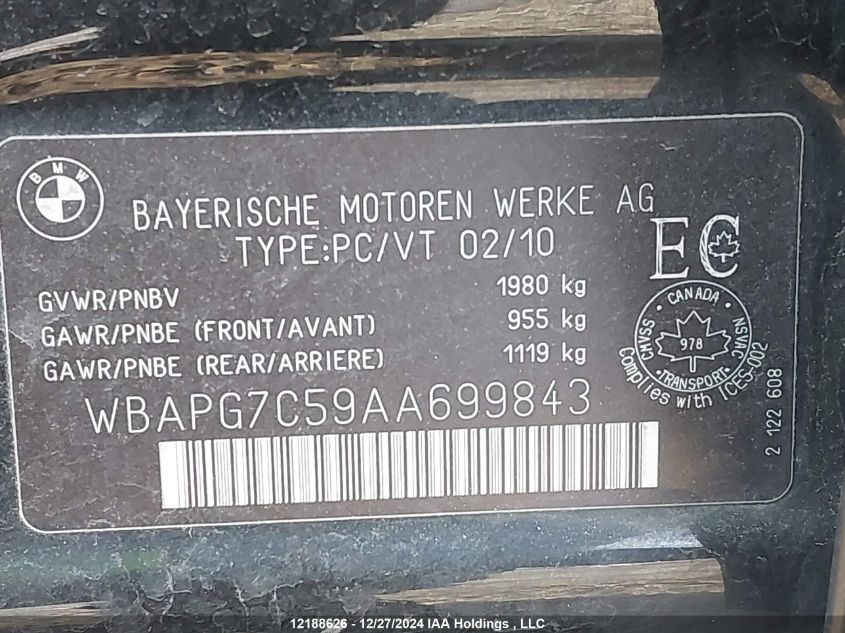 BMW
BAYERISCHE MOTOREN WERKE AG
TYPE:PC/VT 02/10
EC
GVWR/PNBV 1980 kg
GAWR/PNBE (FRONT/AVANT) 955 kg
GAWR/PNBE (REAR/ARRIERE) 1119 kg
WBAPG7C59AA699843
CANADA
CMVSS
978
NSVAC
TRANSPORT
Complies with ICES-002
2 122 608
12188626 - 12/27/2024 IAA Holdings , LLC